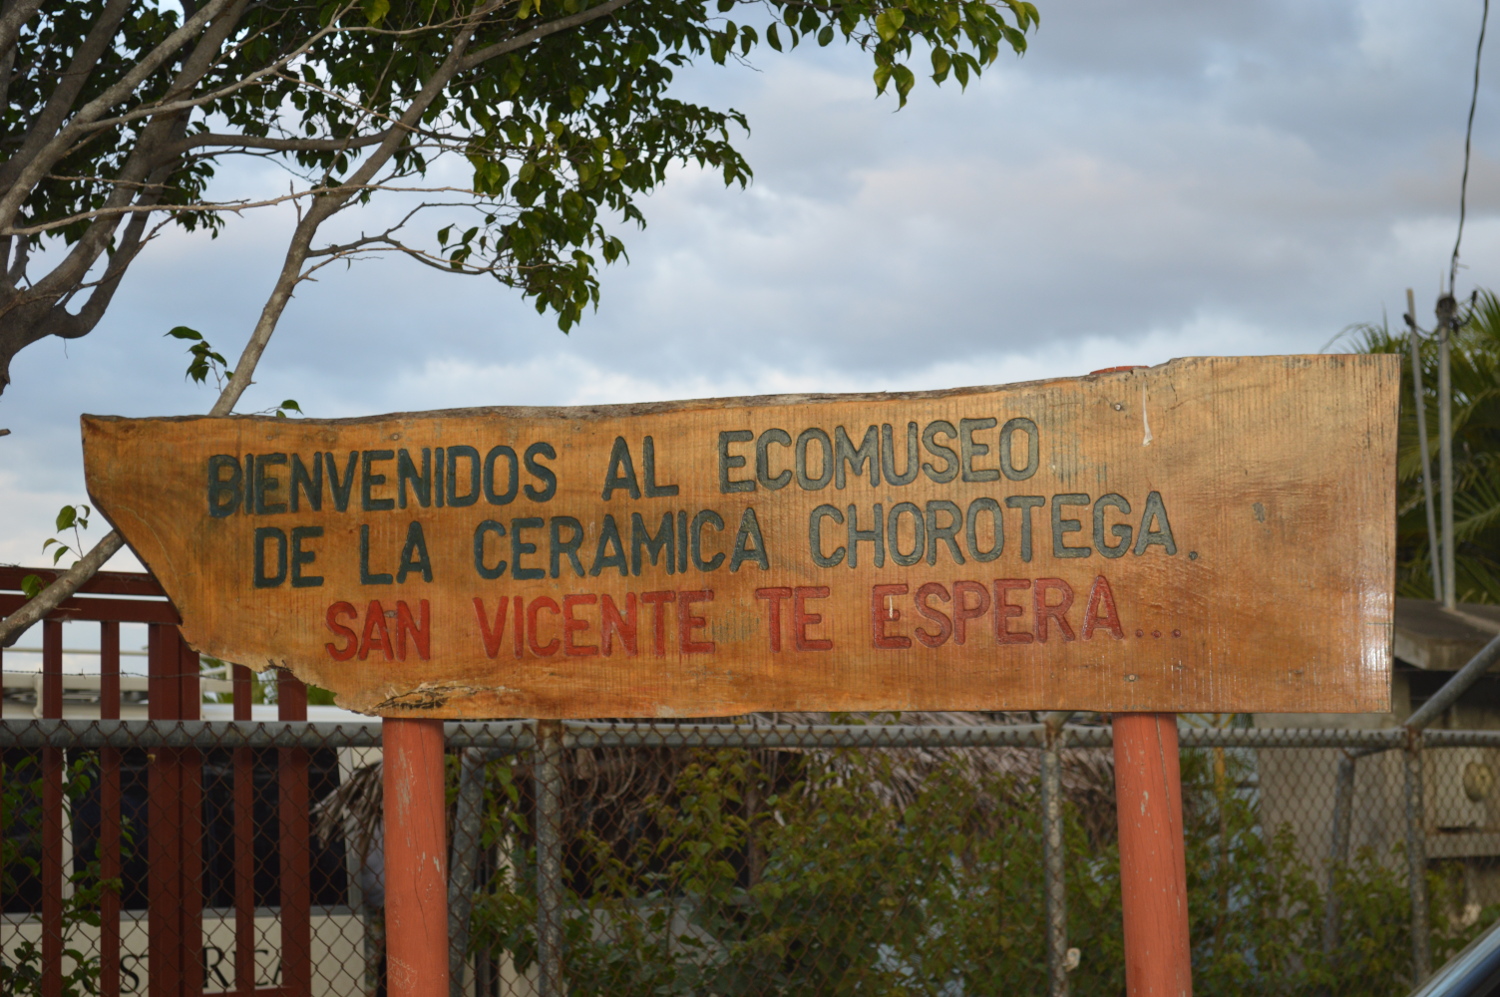 BIENVENIDOS AL ECOMUSEO
DE LA CERAMICA CHOROTEGA.
SAN VICENTE TE ESPERA...